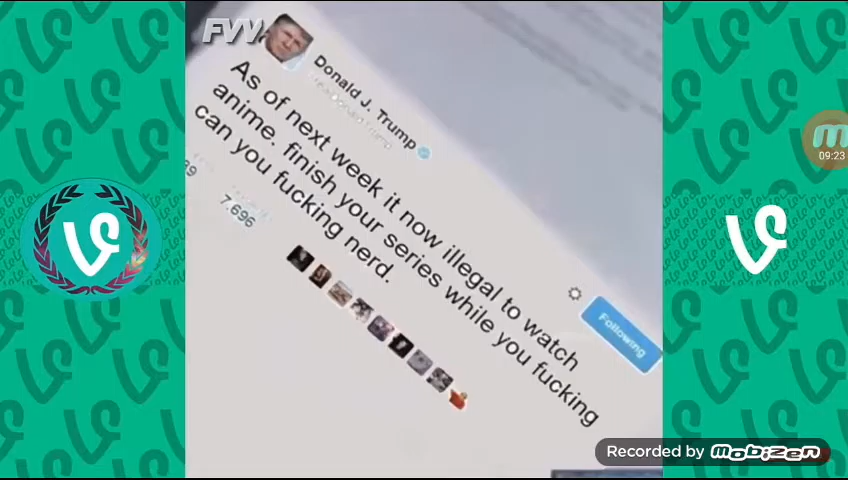 FVV
Donald J. Trump
As of next week it now illegal to watch
anime. finish your series while you fucking
can you fucking nerd.
7,696
Following
09:23
Recorded by MOBIZEN